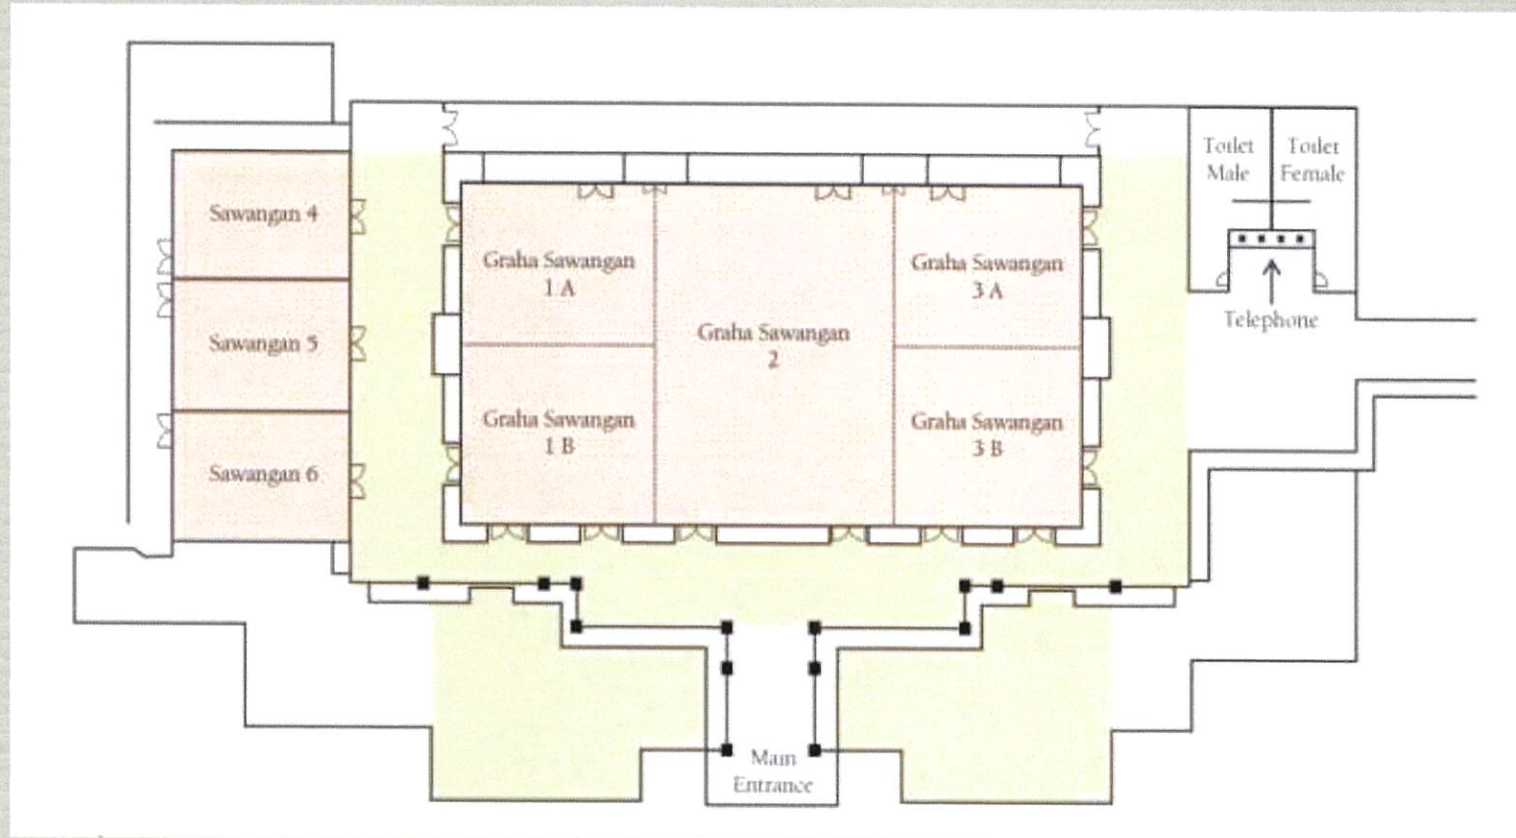 Toilet
Male
Toilet
Female
Sawangan 4
Graha Sawangan
1 A
Graha Sawangan
3 A
Telephone
Sawangan 5
Graha Sawangan
2
Graha Sawangan
1 B
Graha Sawangan
3 B
Sawangan 6
Main
Entrance